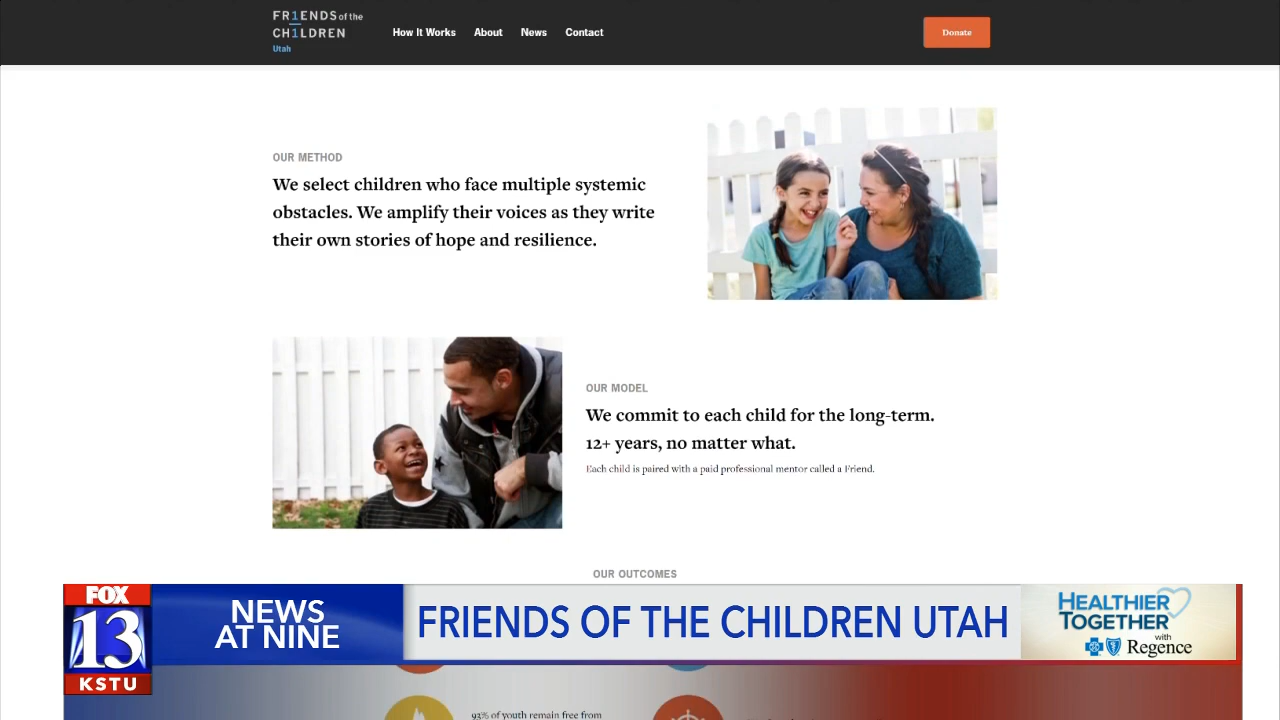 FR1ENDS of the
CH1LDREN
Utah
How It Works
About
News
Contact
Donate
OUR METHOD
We select children who face multiple systemic
obstacles. We amplify their voices as they write
their own stories of hope and resilience.
OUR MODEL
We commit to each child for the long-term.
12+ years, no matter what.
Each child is paired with a paid professional mentor called a Friend.
OUR OUTCOMES
FOX
13
KSTU
NEWS
AT NINE
FRIENDS OF THE CHILDREN UTAH
HEALTHIER
TOGETHER
with
Regence
93% of youth remain free from